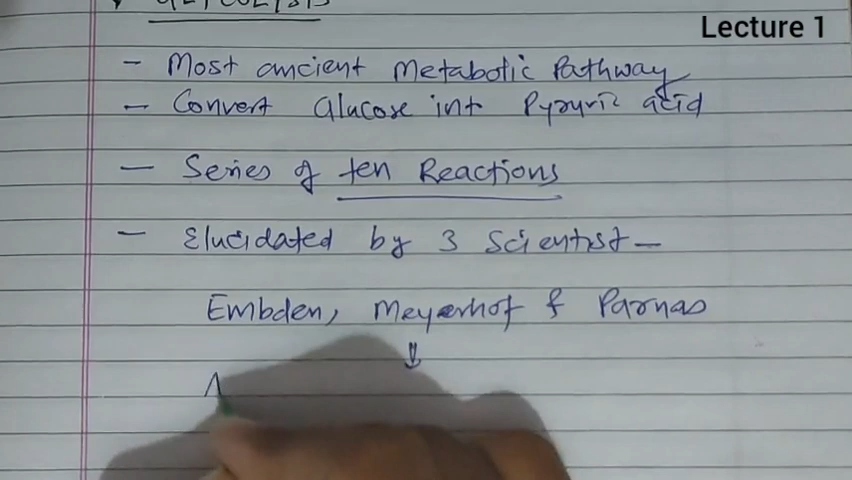 GLYCOLYSIS
Lecture 1
- Most ancient Metabolic Pathway
- Convert Glucose int Pyruvic acid
- Series of ten Reactions
- Elucidated by 3 Scientist -
Embden, Meyerhof & Parnas